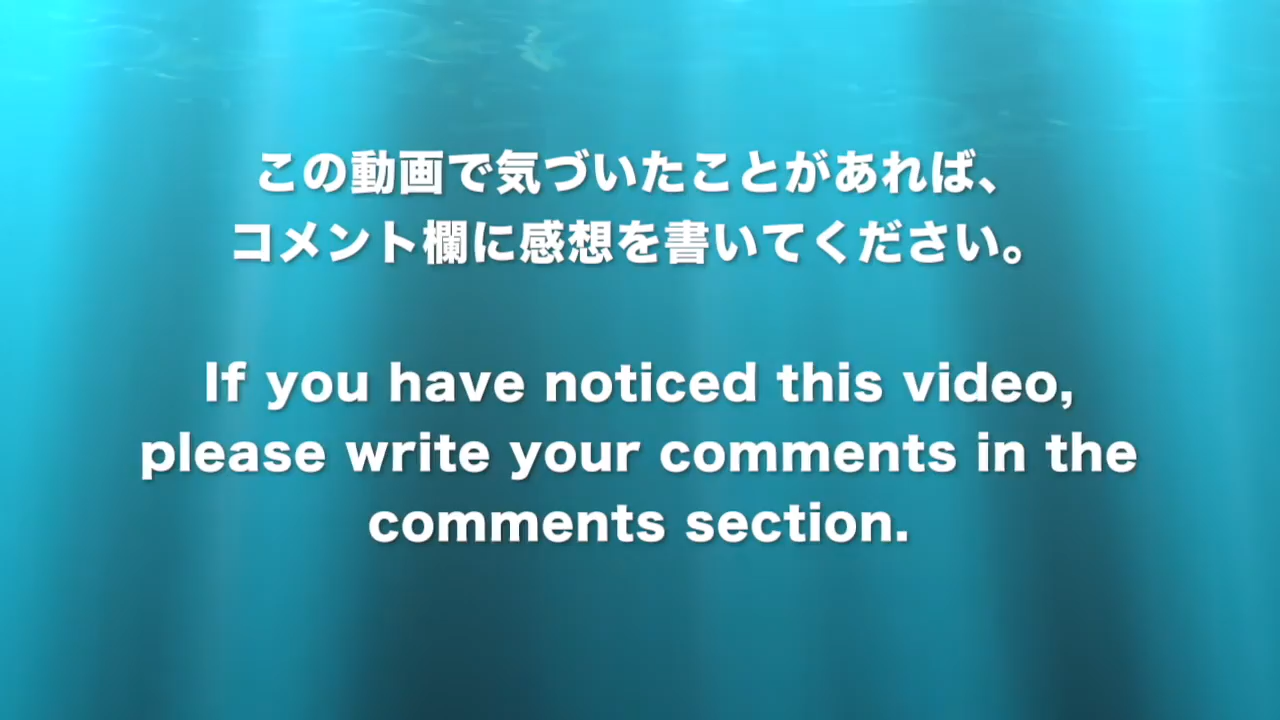 この動画で気づいたことがあれば、
コメント欄に感想を書いてください。
If you have noticed this video,
please write your comments in the
comments section.